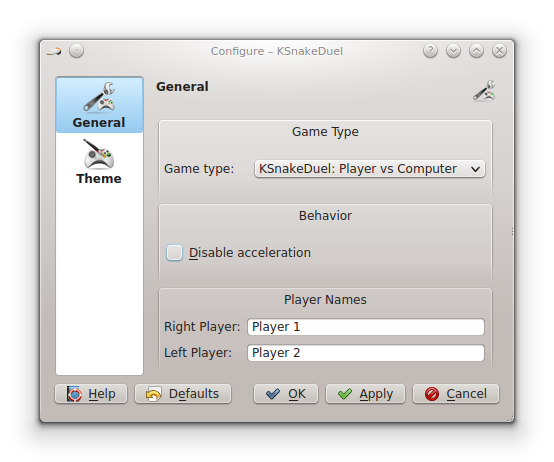 Configure – KSnakeDuel
General
Theme
General
Game Type
Game type: KSnakeDuel: Player vs Computer
Behavior
Disable acceleration
Player Names
Right Player: Player 1
Left Player: Player 2
Help Defaults OK Apply Cancel